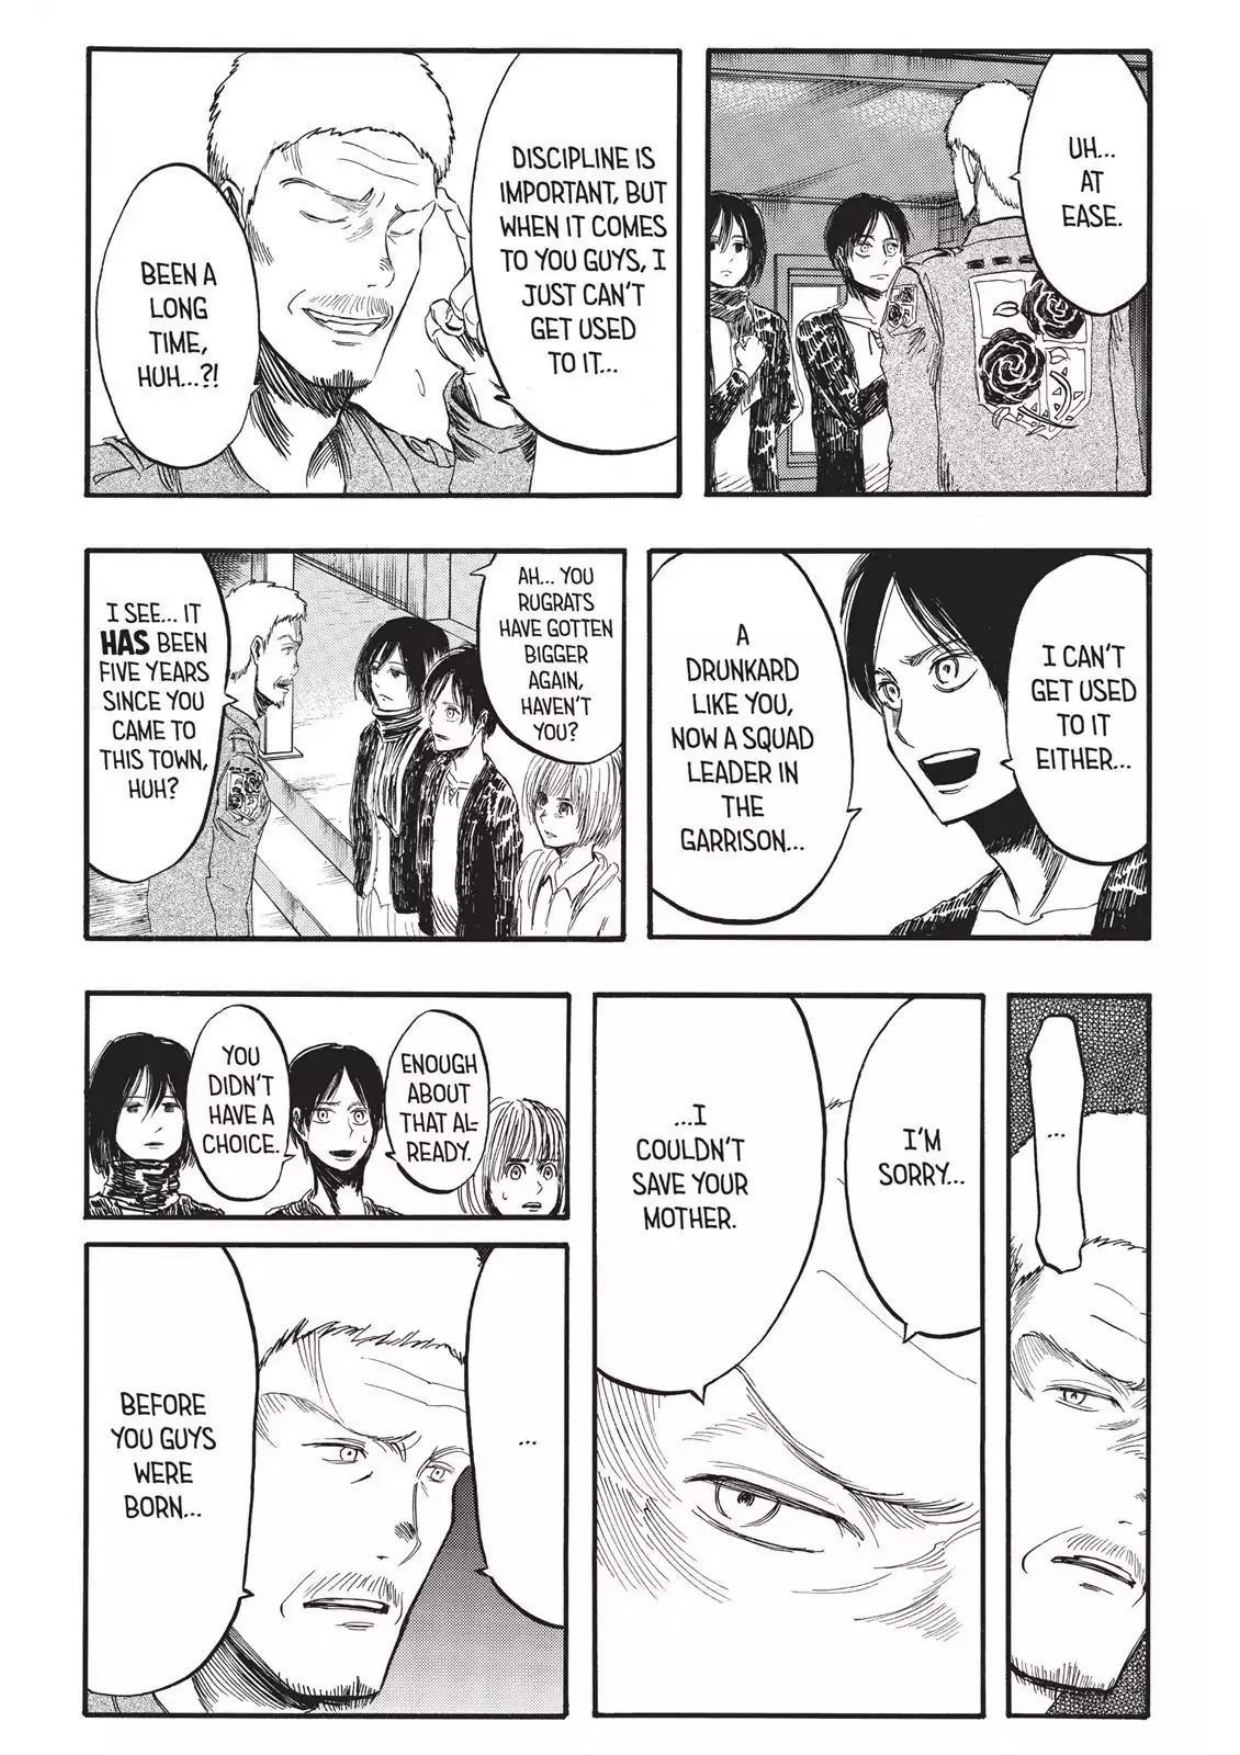 UH...
AT
EASE.
DISCIPLINE IS
IMPORTANT, BUT
WHEN IT COMES
TO YOU GUYS, I
JUST CAN'T
GET USED
TO IT...
BEEN A
LONG
TIME,
HUH...?!
I CAN'T
GET USED
TO IT
EITHER...
A
DRUNKARD
LIKE YOU,
NOW A SQUAD
LEADER IN
THE
GARRISON...
AH... YOU
RUGRATS
HAVE GOTTEN
BIGGER
AGAIN,
HAVEN'T
YOU?
I SEE... IT
HAS BEEN
FIVE YEARS
SINCE YOU
CAME TO
THIS TOWN,
HUH?
...
I'M
SORRY...
...I
COULDN'T
SAVE YOUR
MOTHER.
ENOUGH
ABOUT
THAT AL-
READY.
YOU
DIDN'T
HAVE A
CHOICE.
...
BEFORE
YOU GUYS
WERE
BORN...